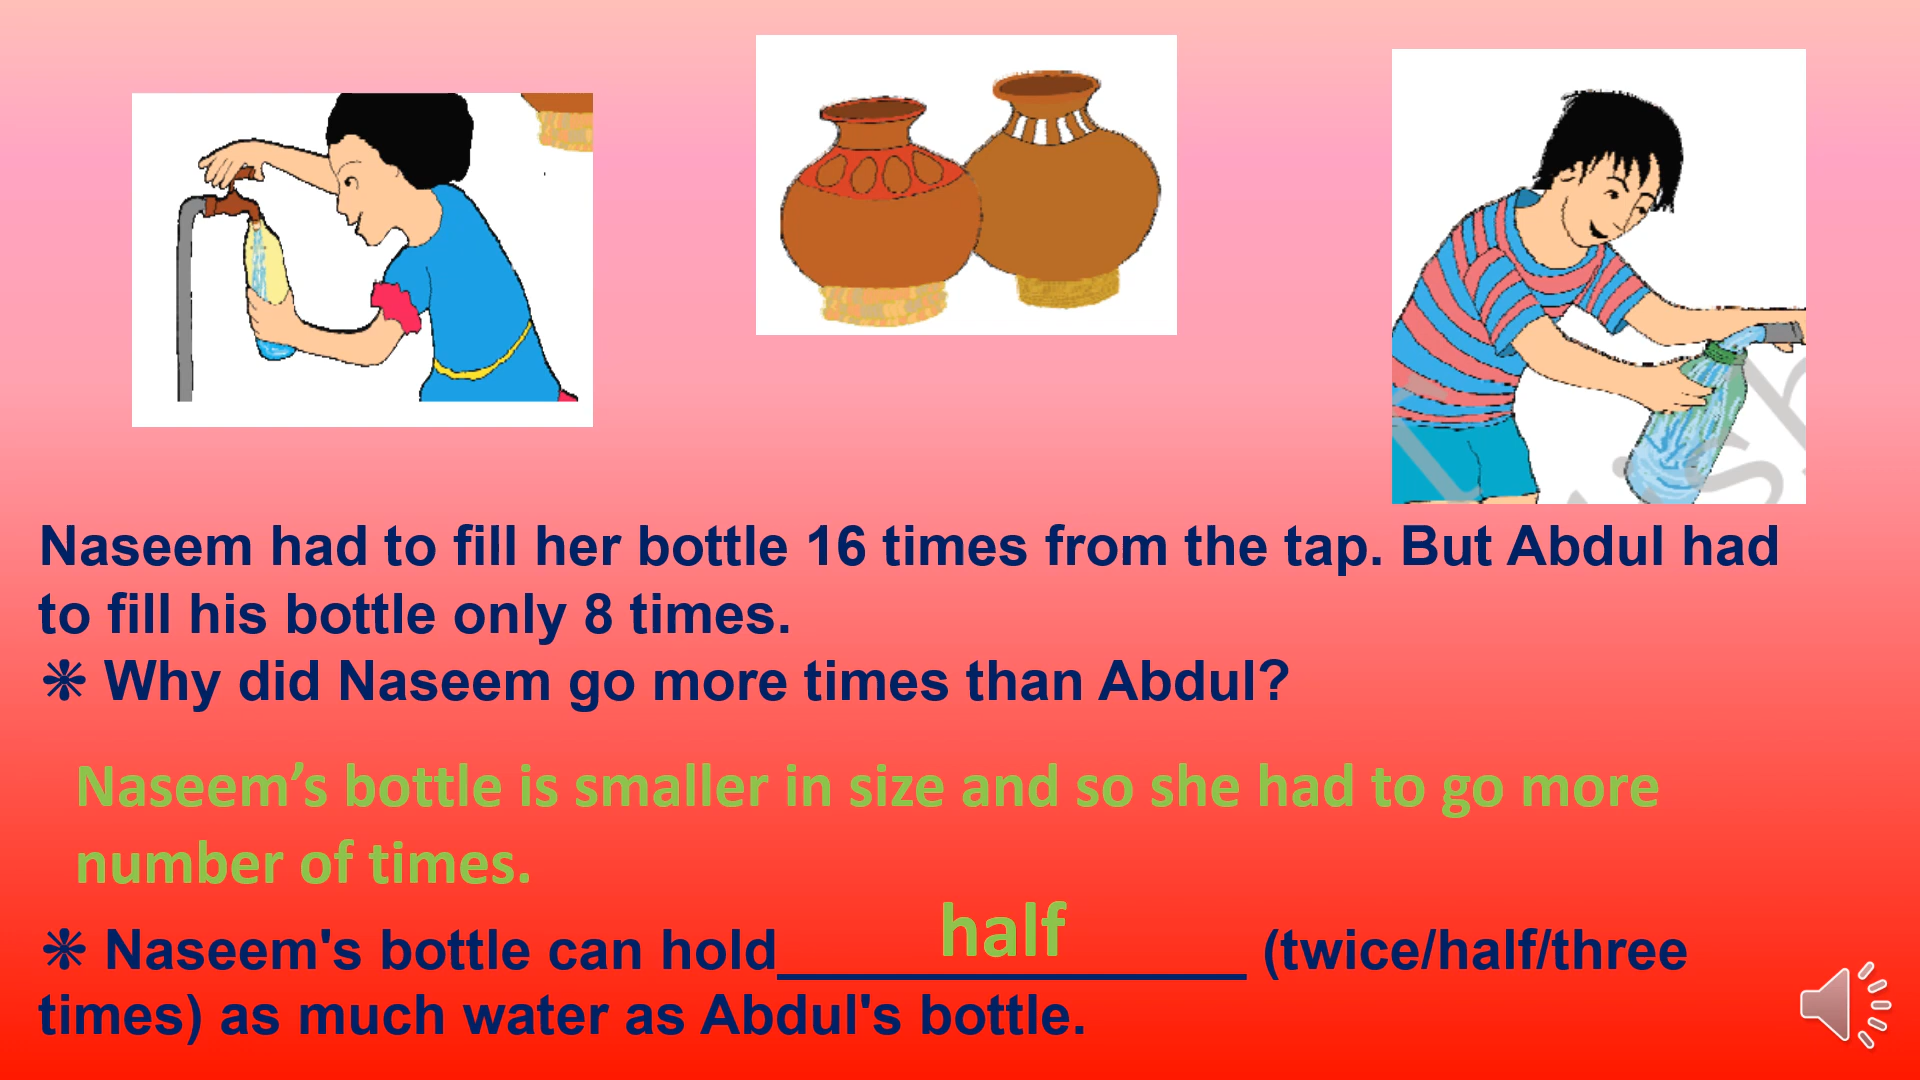 Naseem had to fill her bottle 16 times from the tap. But Abdul had
to fill his bottle only 8 times.
❉ Why did Naseem go more times than Abdul?
Naseem’s bottle is smaller in size and so she had to go more
number of times.
❉ Naseem's bottle can hold half (twice/half/three
times) as much water as Abdul's bottle.